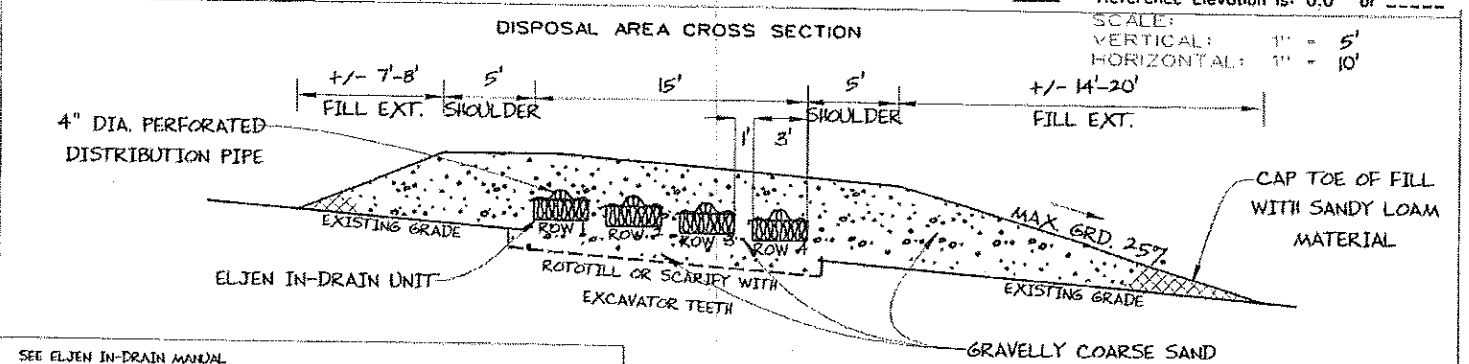 Reference Elevation is: 0.0" or
DISPOSAL AREA CROSS SECTION
SCALE:
VERTICAL: 1" = 5'
HORIZONTAL: 1" = 10'
+/- 7'-8' 5' 15' 5' +/- 14'-20'
FILL EXT. SHOULDER SHOULDER FILL EXT.
1' 3'
4" DIA. PERFORATED
DISTRIBUTION PIPE
CAP TOE OF FILL
WITH SANDY LOAM
MATERIAL
MAX. GRD. 25%
EXISTING GRADE
ROW 1 ROW 2 ROW 3 ROW 4
ELJEN IN-DRAIN UNIT
ROTOTILL OR SCARIFY WITH
EXCAVATOR TEETH
EXISTING GRADE
GRAVELLY COARSE SAND
SEE ELJEN IN-DRAIN MANUAL